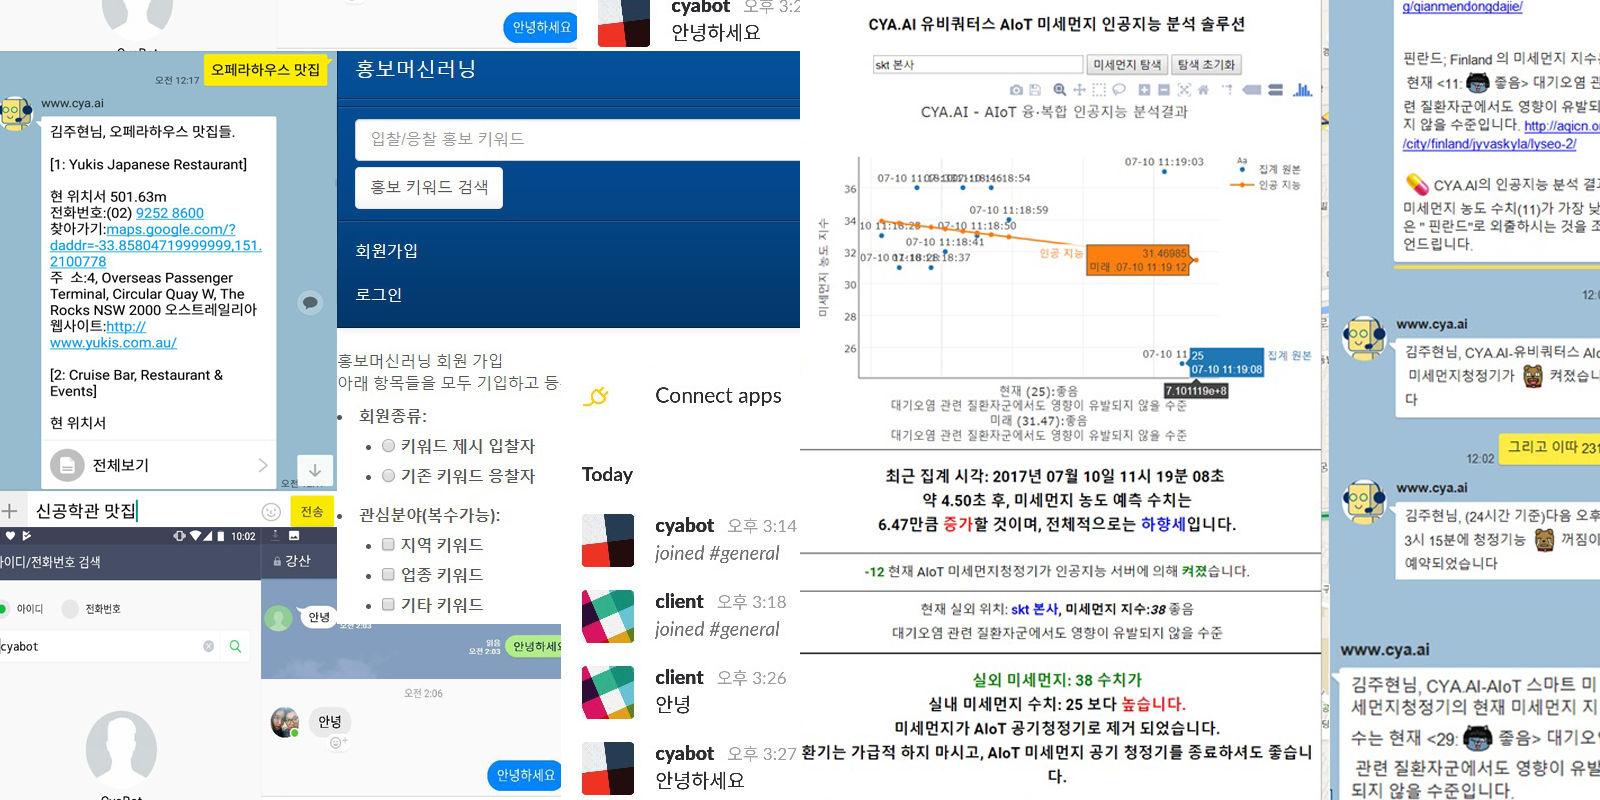 안녕하세요
cyabot 오후
안녕하세요
오전 12:17
오페라하우스 맛집
www.cya.ai
김주현님, 오페라하우스 맛집들.
[1: Yukis Japanese Restaurant]
현 위치서 501.63m
전화번호:(02) 9252 8600
찾아가기:maps.google.com/?
daddr=-33.85804719999999,151.
2100778
주 소:4, Overseas Passenger
Terminal, Circular Quay W, The
Rocks NSW 2000 오스트레일리아
웹사이트:http://
www.yukis.com.au/
[2: Cruise Bar, Restaurant &
Events]
현 위치서
전체보기
신공학관 맛집
전송
10:02
아이디/전화번호 검색
아이디
전화번호
cyabot
강산
안녕
읽음
오전 2:03
안녕하세요
오전 2:06
안녕
안녕하세요
홍보머신러닝
입찰/응찰 홍보 키워드
홍보 키워드 검색
회원가입
로그인
홍보머신러닝 회원 가입
아래 항목들을 모두 기입하고 등
회원종류:
키워드 제시 입찰자
기존 키워드 응찰자
관심분야(복수가능):
지역 키워드
업종 키워드
기타 키워드
Connect apps
Today
cyabot 오후 3:14
joined #general
client 오후 3:18
joined #general
client 오후 3:26
안녕
cyabot 오후 3:27
안녕하세요
CYA.AI 유비쿼터스 AIoT 미세먼지 인공지능 분석 솔루션
skt 본사
미세먼지 탐색
탐색 초기화
CYA.AI - AIoT 융·복합 인공지능 분석결과
07-10 11:19:03
Aa
집계 원본
인공 지능
36
34
32
30
28
26
미세먼지 농도 지수
07-10 11:18:59
07-10 11:18:50
07-10 11:18:41
인공 지능
31.46985
미래 :07-10 11:19:12
07-10 11
25
07-10 11:19:08
집계 원본
7.101119e+8
현재 (25):좋음
대기오염 관련 질환자군에서도 영향이 유발되지 않을 수준
미래 (31.47):좋음
대기오염 관련 질환자군에서도 영향이 유발되지 않을 수준
최근 집계 시각: 2017년 07월 10일 11시 19분 08초
약 4.50초 후, 미세먼지 농도 예측 수치는
6.47만큼 증가할 것이며, 전체적으로는 하향세입니다.
-12 현재 AIoT 미세먼지청정기가 인공지능 서버에 의해 켜졌습니다.
현재 실외 위치: skt 본사, 미세먼지 지수:38 좋음
대기오염 관련 질환자군에서도 영향이 유발되지 않을 수준
실외 미세먼지: 38 수치가
실내 미세먼지 수치: 25 보다 높습니다.
미세먼지가 AIoT 공기청정기로 제거 되었습니다.
환기는 가급적 하지 마시고, AIoT 미세먼지 공기 청정기를 종료하셔도 좋습니
다.
g/qianmendongdajie/
핀란드; Finland 의 미세먼지 지수는
현재 <11: 좋음> 대기오염 관
련 질환자군에서도 영향이 유발되
지 않을 수준입니다. http://aqicn.o
/city/finland/jyvaskyla/lyseo-2/
CYA.AI의 인공지능 분석 결과
미세먼지 농도 수치(11)가 가장 낮
은 " 핀란드"로 외출하시는 것을 조
언드립니다.
www.cya.ai
김주현님, CYA.AI-유비쿼터스 AIo
미세먼지청정기가 켜졌습니
다
12:02
그리고 이따 231
www.cya.ai
김주현님, (24시간 기준)다음 오후
3시 15분에 청정기능 꺼짐이
예약되었습니다
www.cya.ai
김주현님, CYA.AI-AIoT 스마트 미
세먼지청정기의 현재 미세먼지 지
수는 현재 <29: 좋음> 대기오
관련 질환자군에서도 영향이 유발
되지 않을 수준입니다.